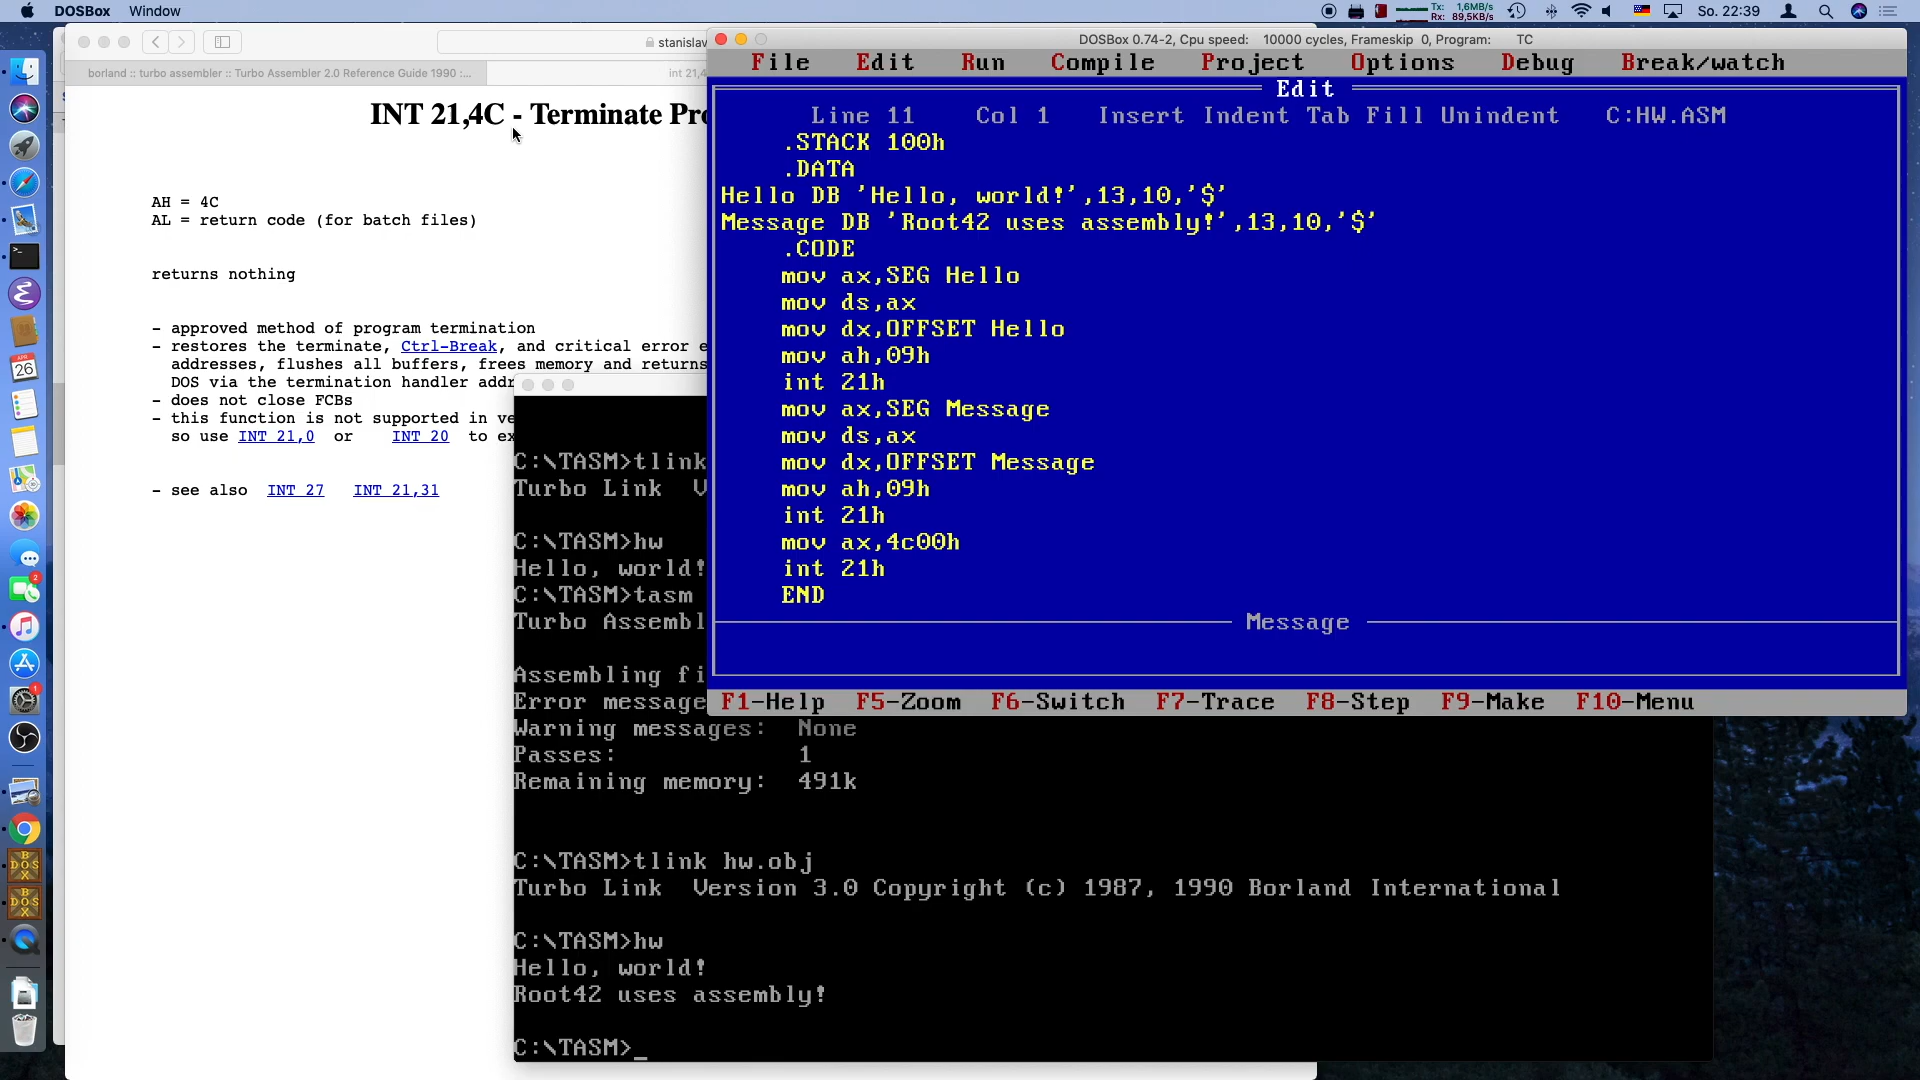 DOSBox Window
Tx: 1,6MB/s
Rx: 89,5KB/s
So. 22:39
stanislav
borland :: turbo assembler :: Turbo Assembler 2.0 Reference Guide 1990 :...
int 21,4
INT 21,4C - Terminate Pro
AH = 4C
AL = return code (for batch files)
returns nothing
- approved method of program termination
- restores the terminate, Ctrl-Break, and critical error e
addresses, flushes all buffers, frees memory and returns
DOS via the termination handler addr
- does not close FCBs
- this function is not supported in ve
so use INT 21,0 or INT 20 to ex
- see also INT 27 INT 21,31
DOSBox 0.74-2, Cpu speed: 10000 cycles, Frameskip 0, Program: TC
File Edit Run Compile Project Options Debug Break/watch
Edit
Line 11 Col 1 Insert Indent Tab Fill Unindent C:HW.ASM
.STACK 100h
.DATA
Hello DB 'Hello, world!',13,10,'$'
Message DB 'Root42 uses assembly!',13,10,'$'
.CODE
mov ax,SEG Hello
mov ds,ax
mov dx,OFFSET Hello
mov ah,09h
int 21h
mov ax,SEG Message
mov ds,ax
mov dx,OFFSET Message
mov ah,09h
int 21h
mov ax,4c00h
int 21h
END
Message
F1-Help F5-Zoom F6-Switch F7-Trace F8-Step F9-Make F10-Menu
C:\TASM>tlink
Turbo Link V
C:\TASM>hw
Hello, world!
C:\TASM>tasm
Turbo Assembl
Assembling fi
Error message
Warning messages: None
Passes: 1
Remaining memory: 491k
C:\TASM>tlink hw.obj
Turbo Link Version 3.0 Copyright (c) 1987, 1990 Borland International
C:\TASM>hw
Hello, world!
Root42 uses assembly!
C:\TASM>_